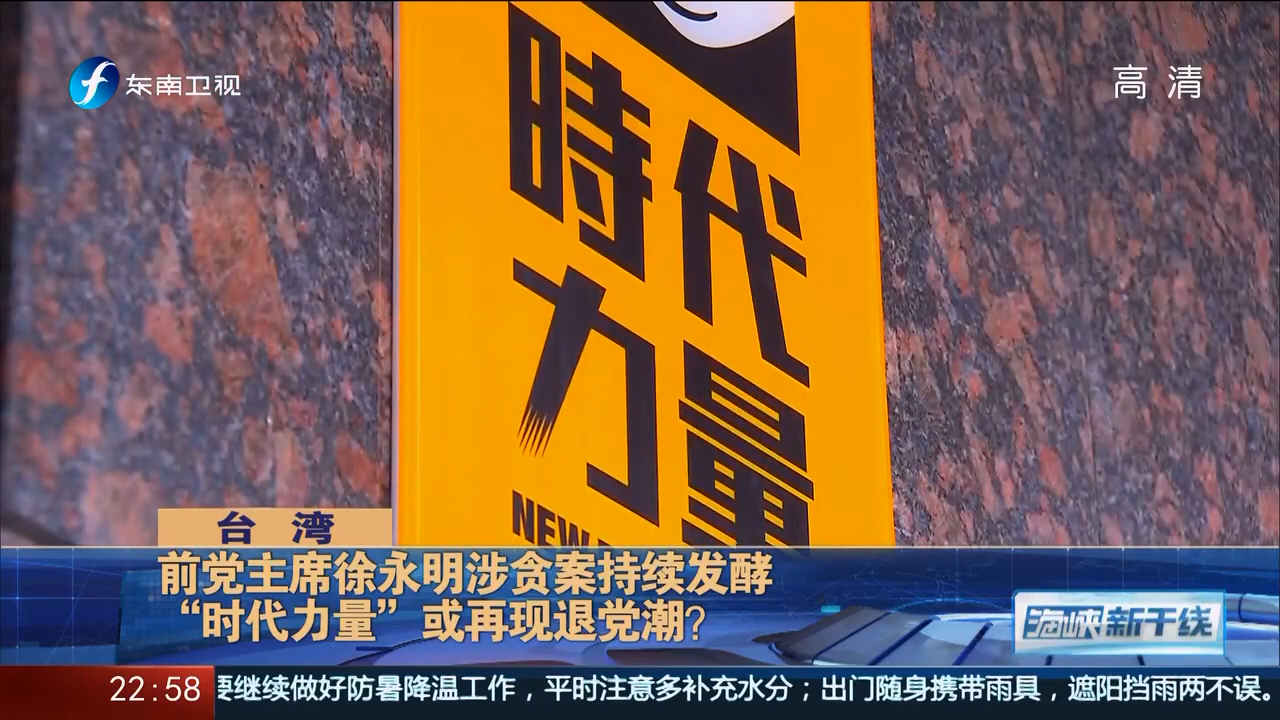 东南卫视
高清
時代
力量
台湾
前党主席徐永明涉贪案持续发酵
“时代力量”或再现退党潮?
海峡新干线
22:58
继续做好防暑降温工作，平时注意多补充水分；出门随身携带雨具，遮阳挡雨两不误。